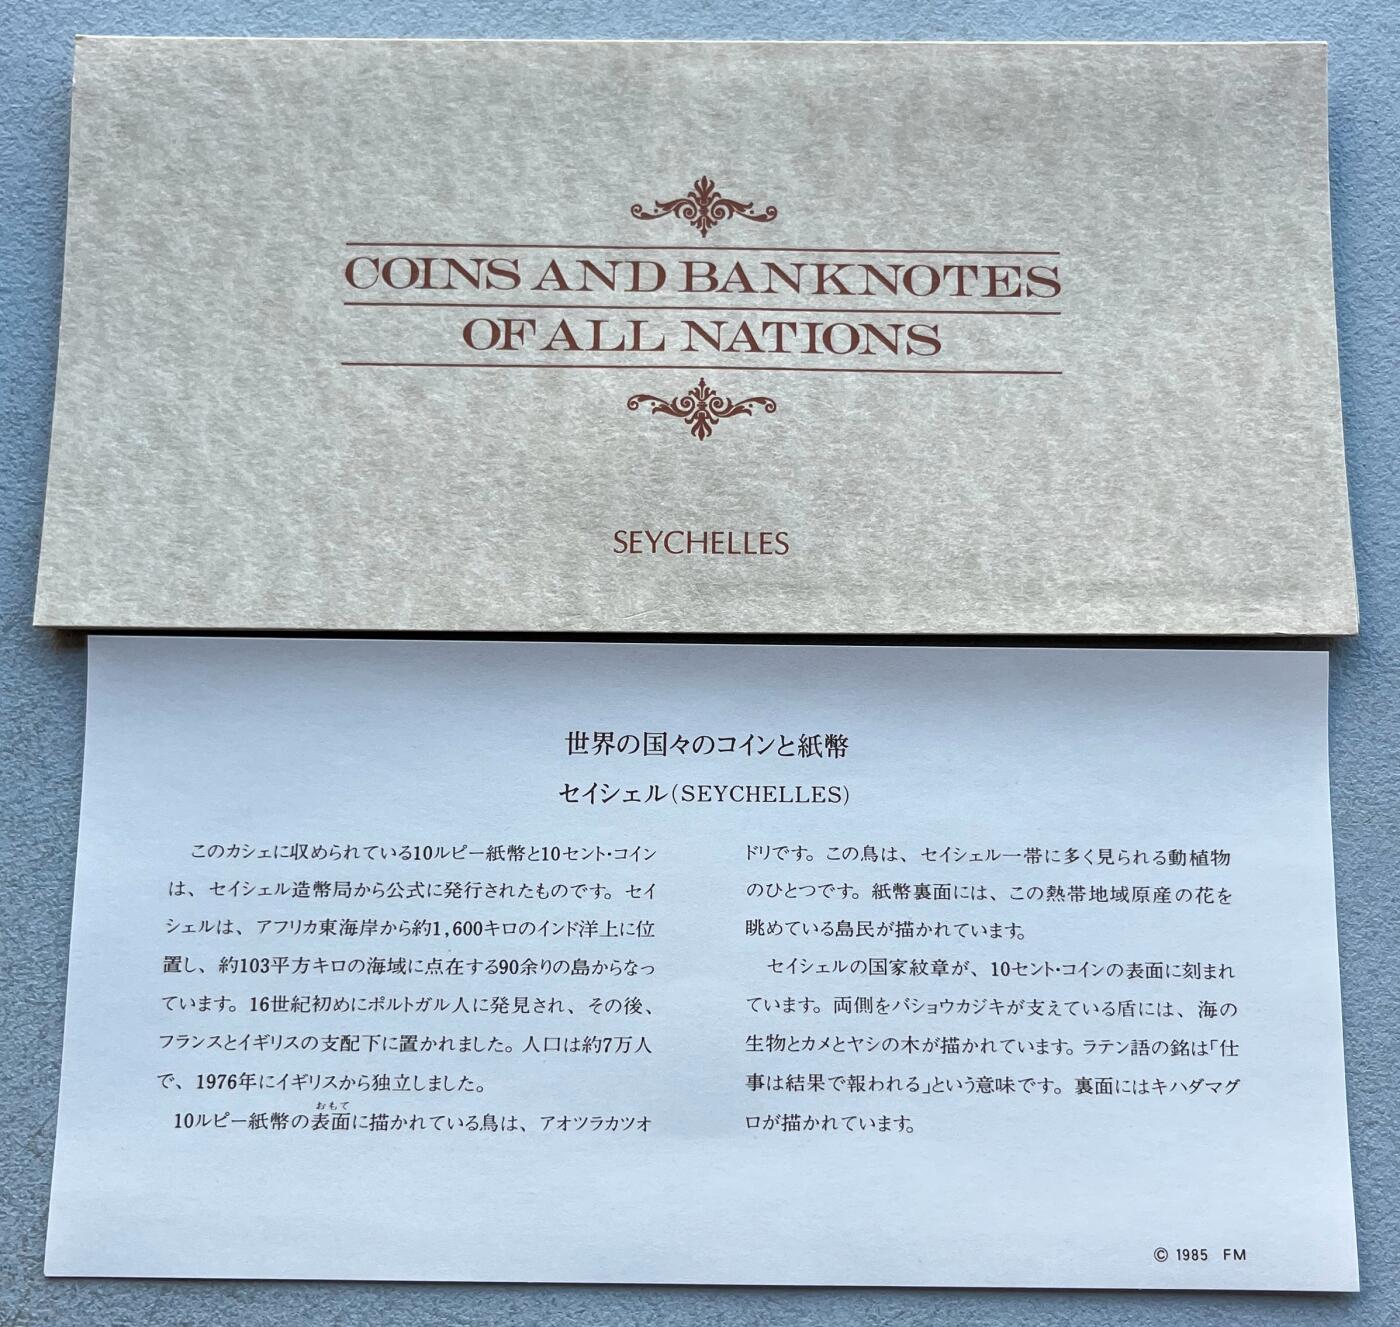 COINS AND BANKNOTES
OF ALL NATIONS
SEYCHELLES
世界の国々のコインと紙幣
セイシェル(SEYCHELLES)
このカシェに収められている10ルピー紙幣と10セント・コイン
は、セイシェル造幣局から公式に発行されたものです。セイ
シェルは、アフリカ東海岸から約1,600キロのインド洋上に位
置し、約103平方キロの海域に点在する90余りの島からなっ
ています。16世紀初めにポルトガル人に発見され、その後、
フランスとイギリスの支配下に置かれました。人口は約7万人
で、1976年にイギリスから独立しました。
おもて
10ルピー紙幣の表面に描かれている鳥は、アオツラカツオ
ドリです。この鳥は、セイシェル一帯に多く見られる動植物
のひとつです。紙幣裏面には、この熱帯地域原産の花を
眺めている島民が描かれています。
セイシェルの国家紋章が、10セント・コインの表面に刻まれ
ています。両側をバショウカジキが支えている盾には、海の
生物とカメとヤシの木が描かれています。ラテン語の銘は「仕
事は結果で報われる」という意味です。裏面にはキハダマグ
ロが描かれています。
© 1985 FM